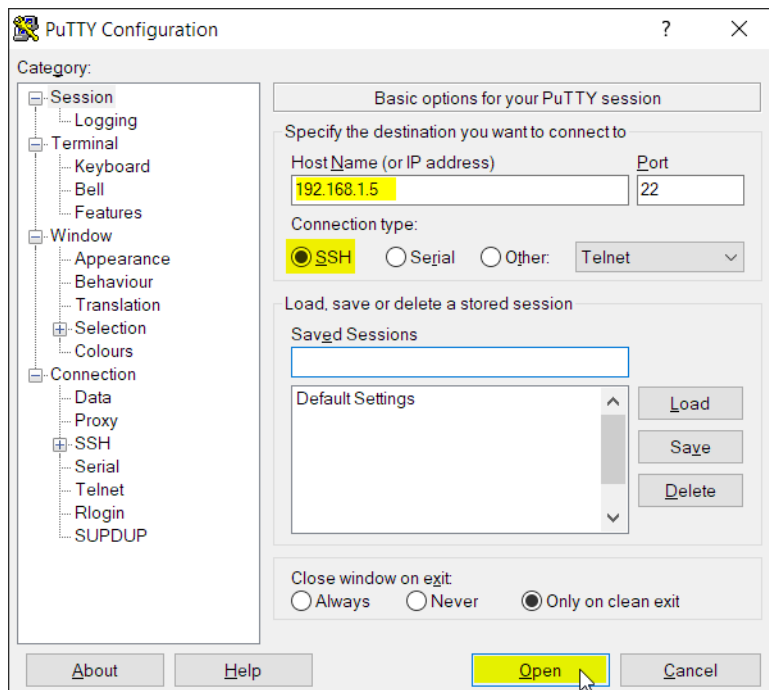 PuTTY Configuration
?
Category:
Session
Logging
Terminal
Keyboard
Bell
Features
Window
Appearance
Behaviour
Translation
Selection
Colours
Connection
Data
Proxy
SSH
Serial
Telnet
Rlogin
SUPDUP
Basic options for your PuTTY session
Specify the destination you want to connect to
Host Name (or IP address) Port
192.168.1.5 22
Connection type:
SSH Serial Other: Telnet
Load, save or delete a stored session
Saved Sessions
Default Settings
Load
Save
Delete
Close window on exit:
Always Never Only on clean exit
About Help Open Cancel